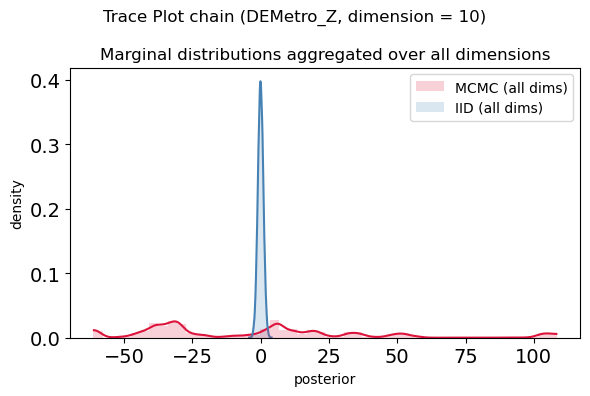 Trace Plot chain (DEMetro_Z, dimension = 10)
Marginal distributions aggregated over all dimensions
MCMC (all dims)
IID (all dims)
density
0.4
0.3
0.2
0.1
0.0
−50
−25
0
25
50
75
100
posterior